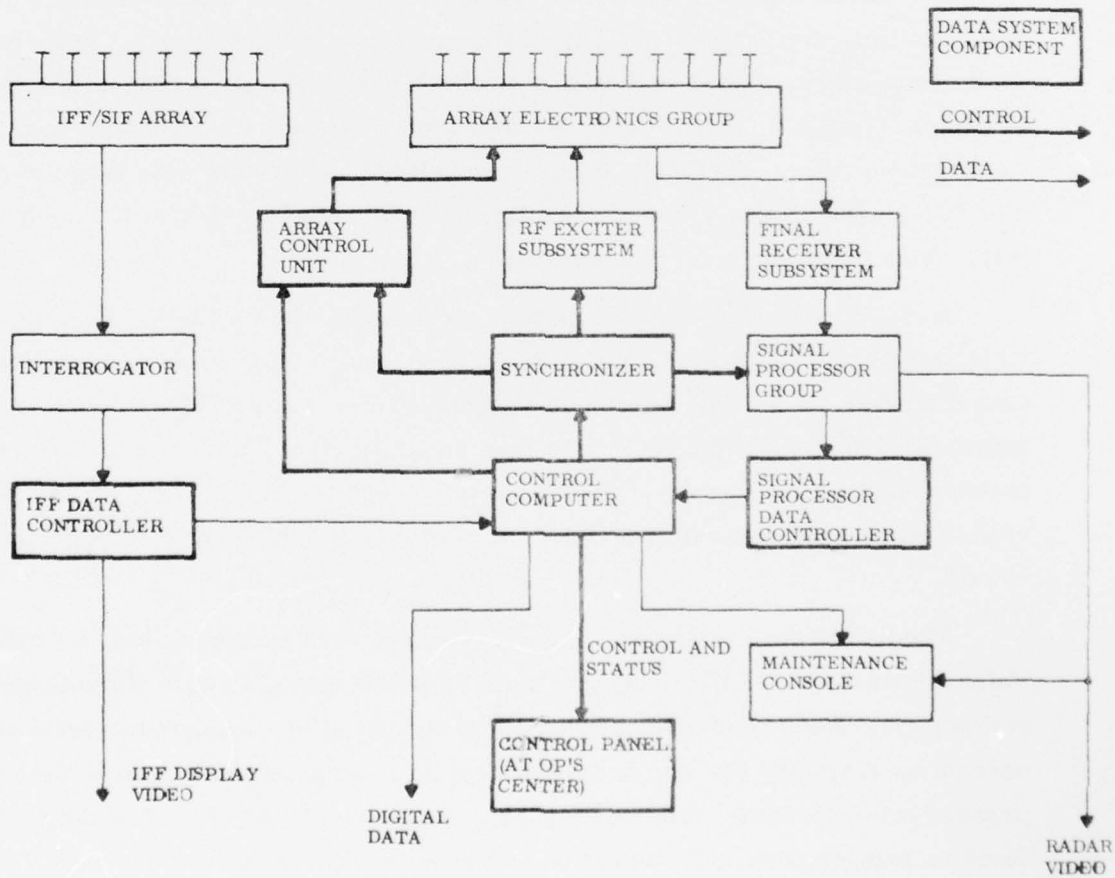 DATA SYSTEM
COMPONENT
CONTROL
DATA
IFF/SIF ARRAY
ARRAY ELECTRONICS GROUP
ARRAY
CONTROL
UNIT
RF EXCITER
SUBSYSTEM
FINAL
RECEIVER
SUBSYSTEM
INTERROGATOR
SYNCHRONIZER
SIGNAL
PROCESSOR
GROUP
IFF DATA
CONTROLLER
CONTROL
COMPUTER
SIGNAL
PROCESSOR
DATA
CONTROLLER
CONTROL AND
STATUS
MAINTENANCE
CONSOLE
CONTROL PANEL
(AT OP'S
CENTER)
IFF DISPLAY
VIDEO
DIGITAL
DATA
RADAR
VIDEO